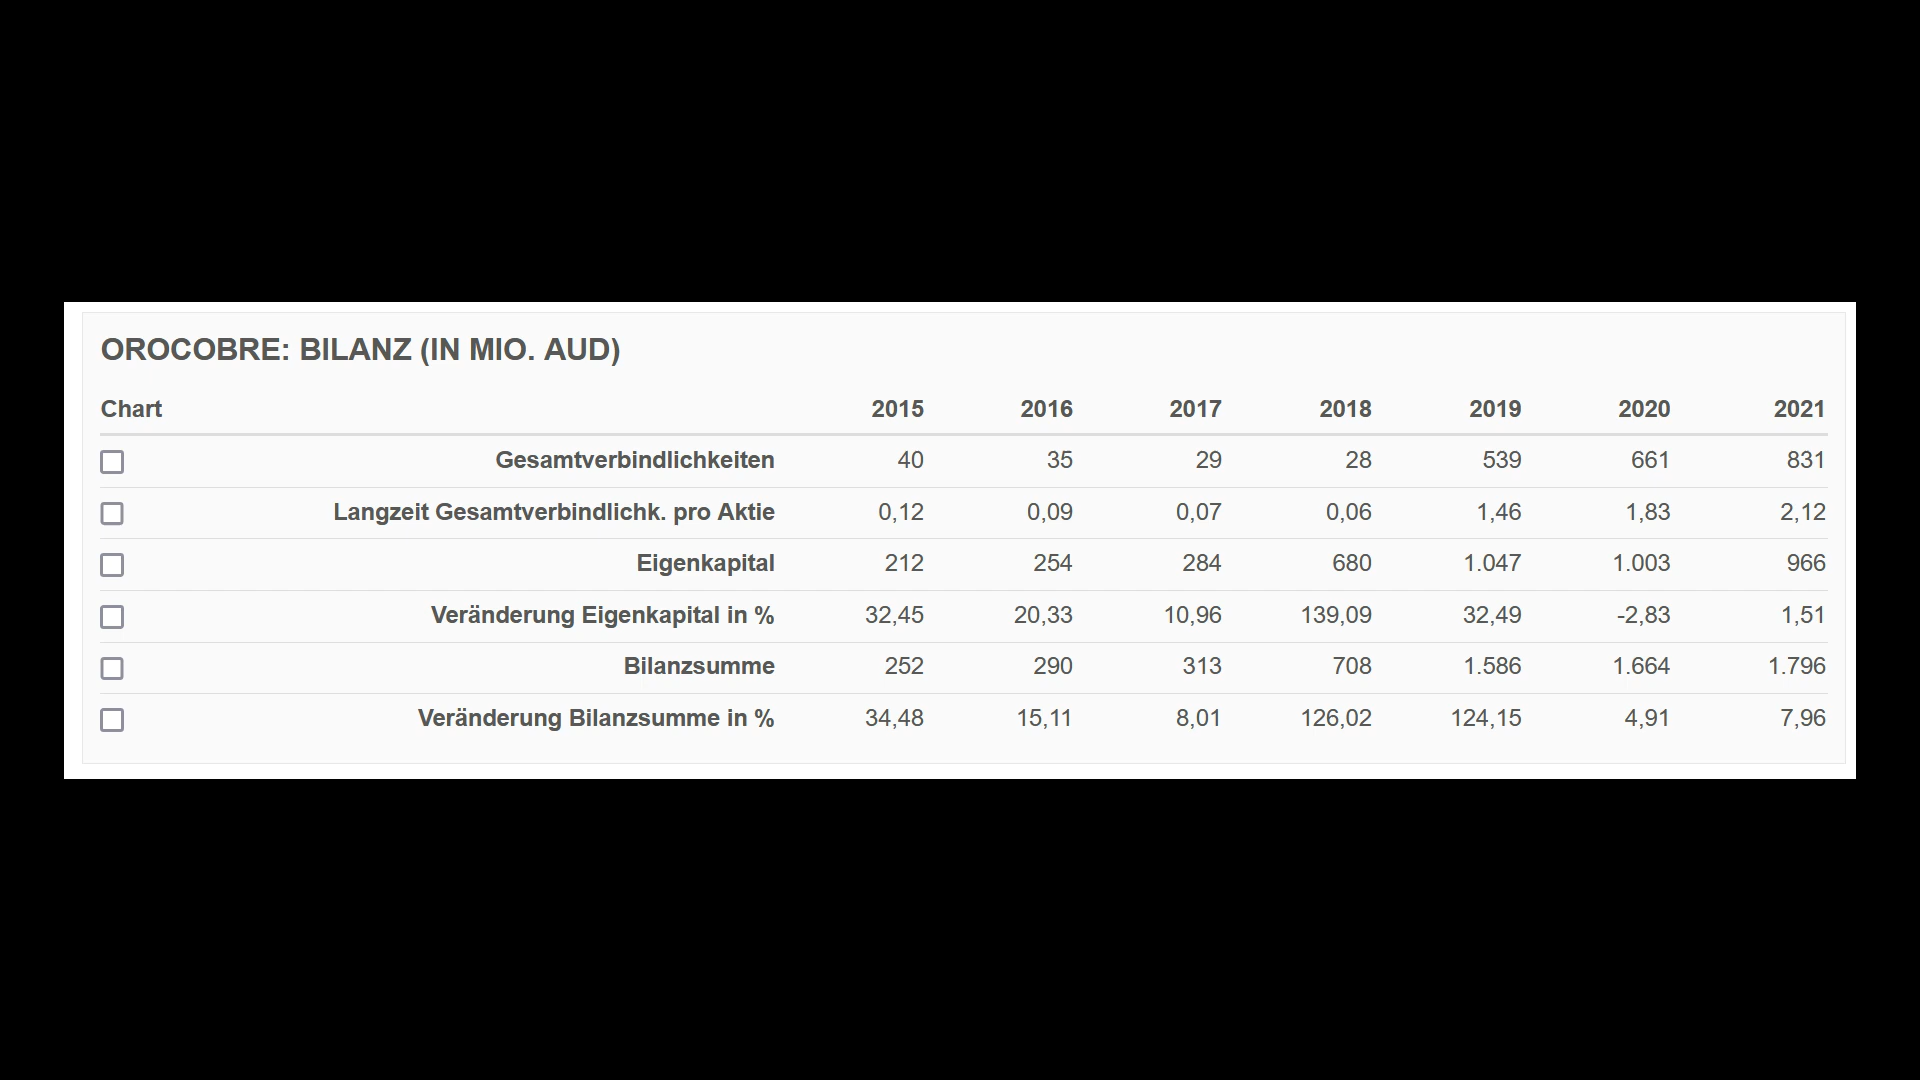 OROCOBRE: BILANZ (IN MIO. AUD)
Chart 2015 2016 2017 2018 2019 2020 2021
Gesamtverbindlichkeiten 40 35 29 28 539 661 831
Langzeit Gesamtverbindlichk. pro Aktie 0,12 0,09 0,07 0,06 1,46 1,83 2,12
Eigenkapital 212 254 284 680 1.047 1.003 966
Veränderung Eigenkapital in % 32,45 20,33 10,96 139,09 32,49 -2,83 1,51
Bilanzsumme 252 290 313 708 1.586 1.664 1.796
Veränderung Bilanzsumme in % 34,48 15,11 8,01 126,02 124,15 4,91 7,96